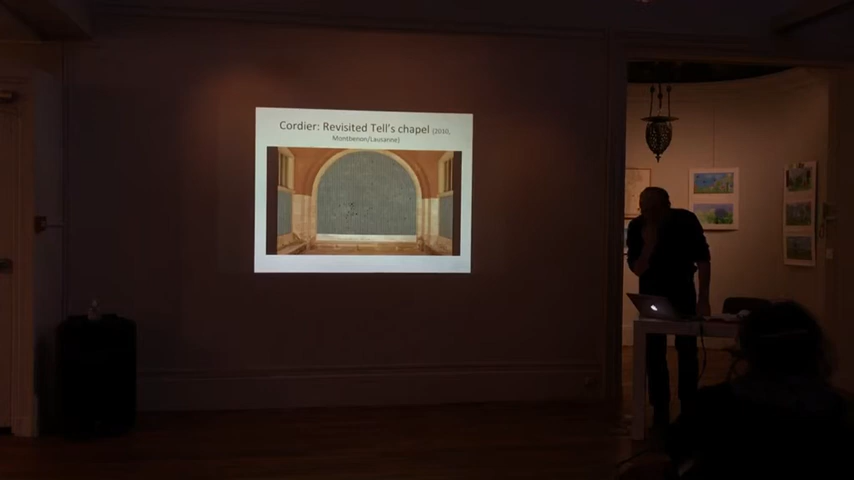 Cordier: Revisited Tell's chapel (2010,
Montbenon/Lausanne)